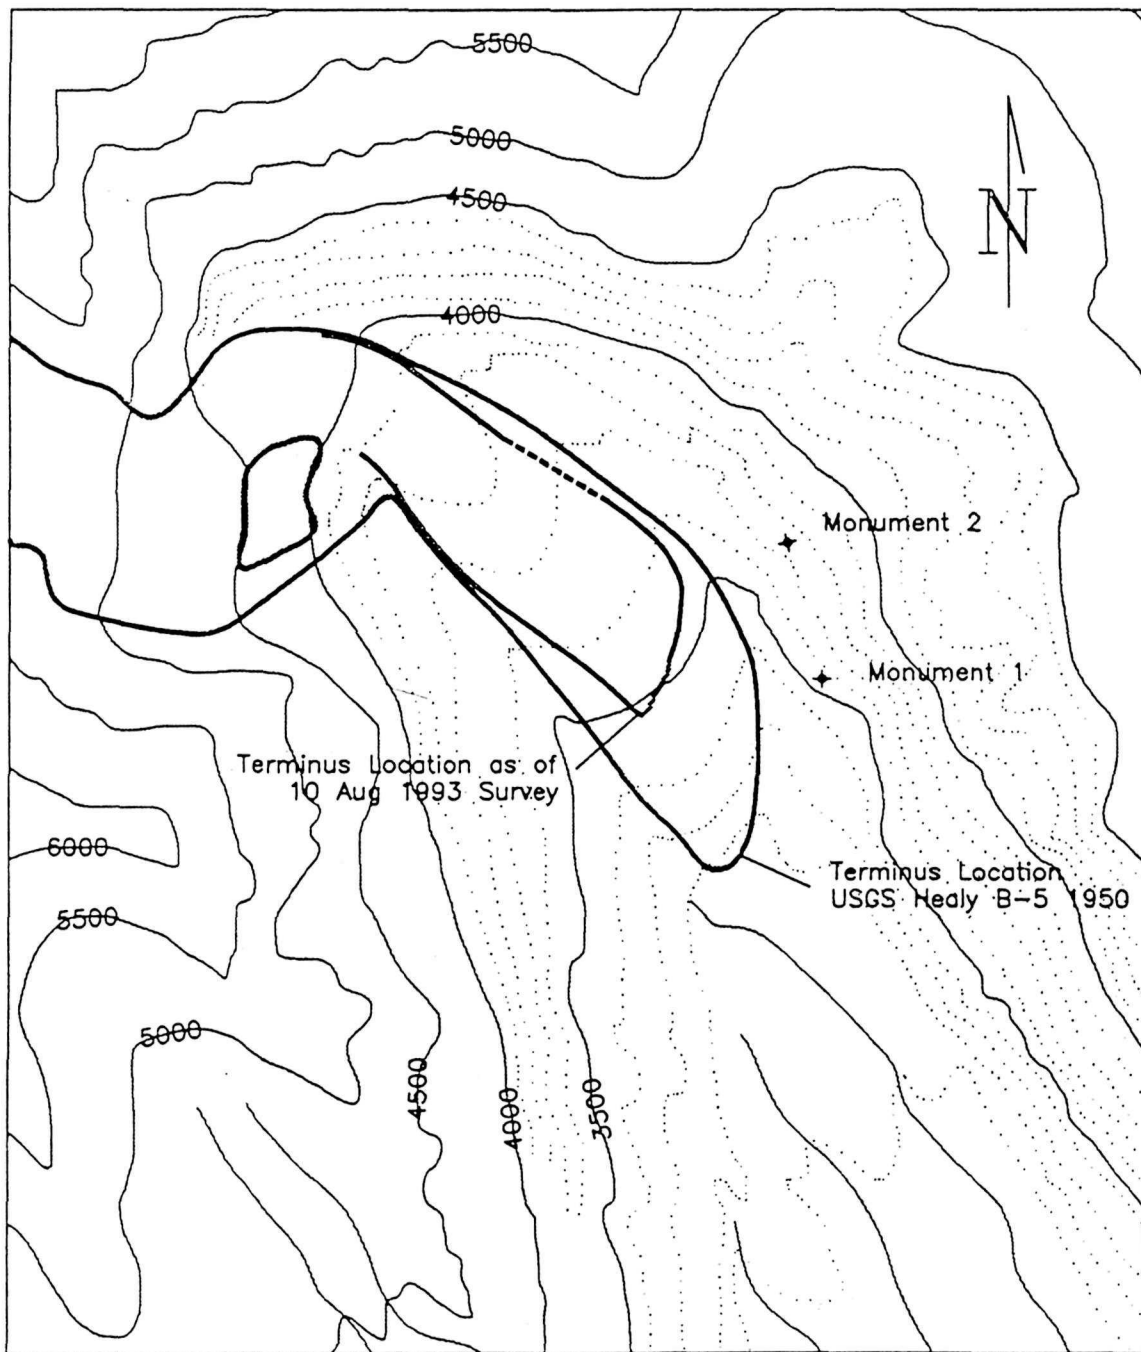 5500
5000
4500
N
4000
Monument 2
Monument 1
Terminus Location as of
10 Aug 1993 Survey
6000
Terminus Location
USGS Healy B-5 1950
5500
5000
4500
4000
3500